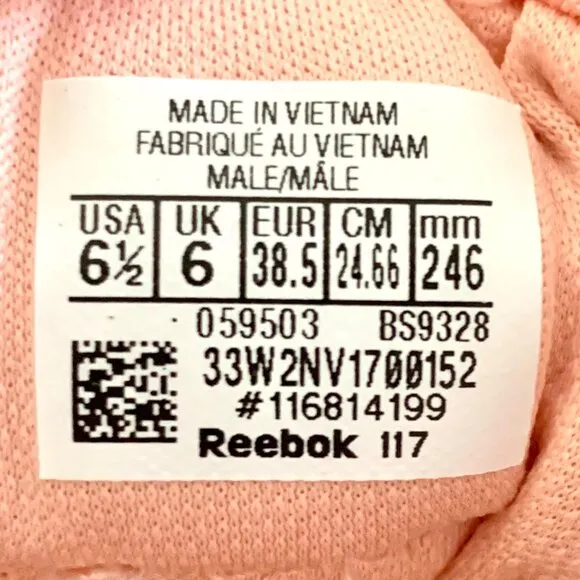 MADE IN VIETNAM
FABRIQUÉ AU VIETNAM
MALE/MÂLE
USA UK EUR CM mm
6½ 6 38.5 24.66 246
059503 BS9328
33W2NV1700152
#116814199
Reebok 117